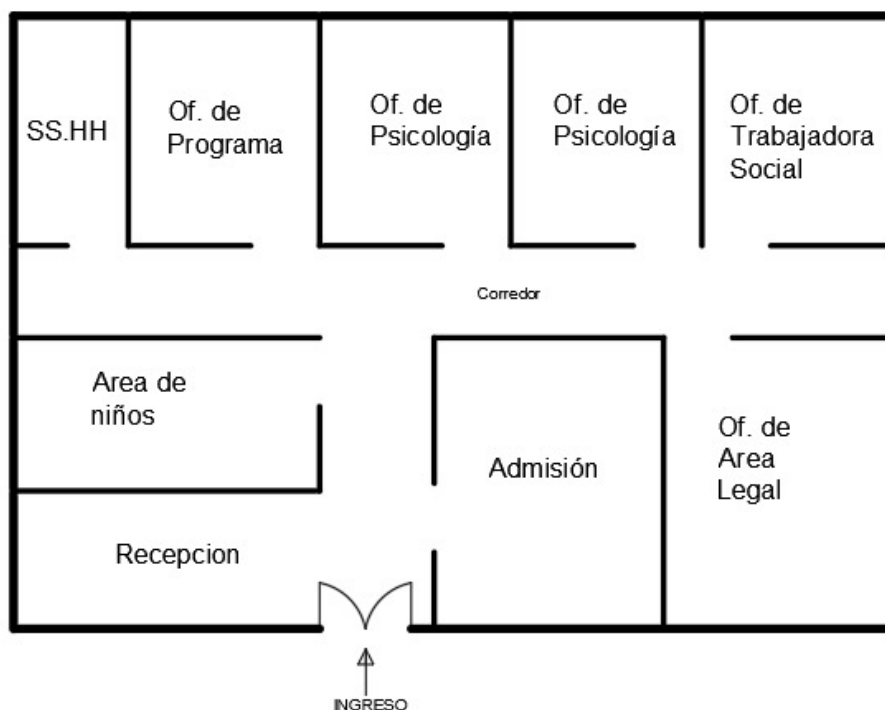 SS.HH
Of. de
Programa
Of. de
Psicología
Of. de
Psicología
Of. de
Trabajadora
Social
Corredor
Area de
niños
Admisión
Of. de
Area
Legal
Recepcion
INGRESO